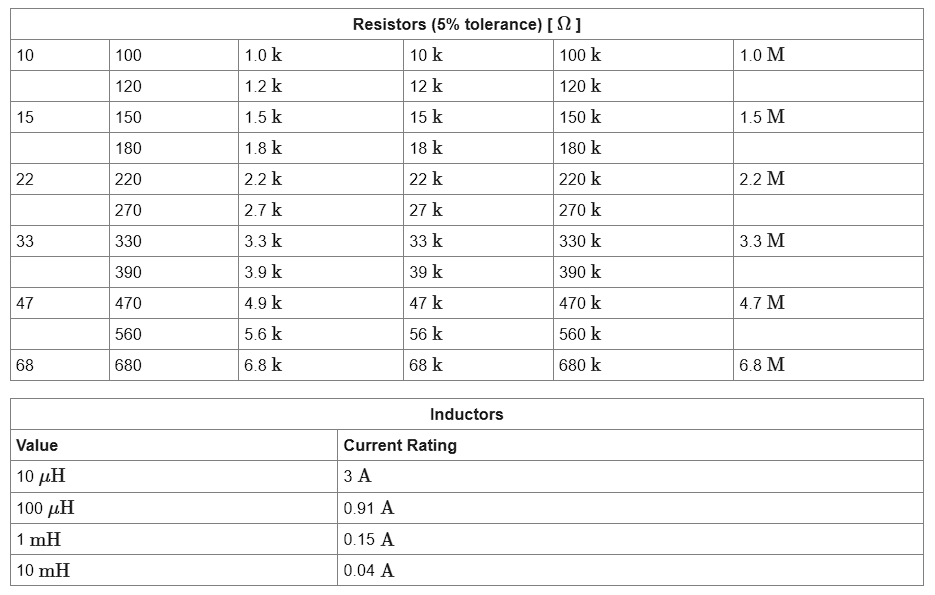 Resistors (5% tolerance) [ Ω ]
10 100 1.0 k 10 k 100 k 1.0 M
120 1.2 k 12 k 120 k
15 150 1.5 k 15 k 150 k 1.5 M
180 1.8 k 18 k 180 k
22 220 2.2 k 22 k 220 k 2.2 M
270 2.7 k 27 k 270 k
33 330 3.3 k 33 k 330 k 3.3 M
390 3.9 k 39 k 390 k
47 470 4.9 k 47 k 470 k 4.7 M
560 5.6 k 56 k 560 k
68 680 6.8 k 68 k 680 k 6.8 M
Inductors
Value Current Rating
10 μH 3 A
100 μH 0.91 A
1 mH 0.15 A
10 mH 0.04 A